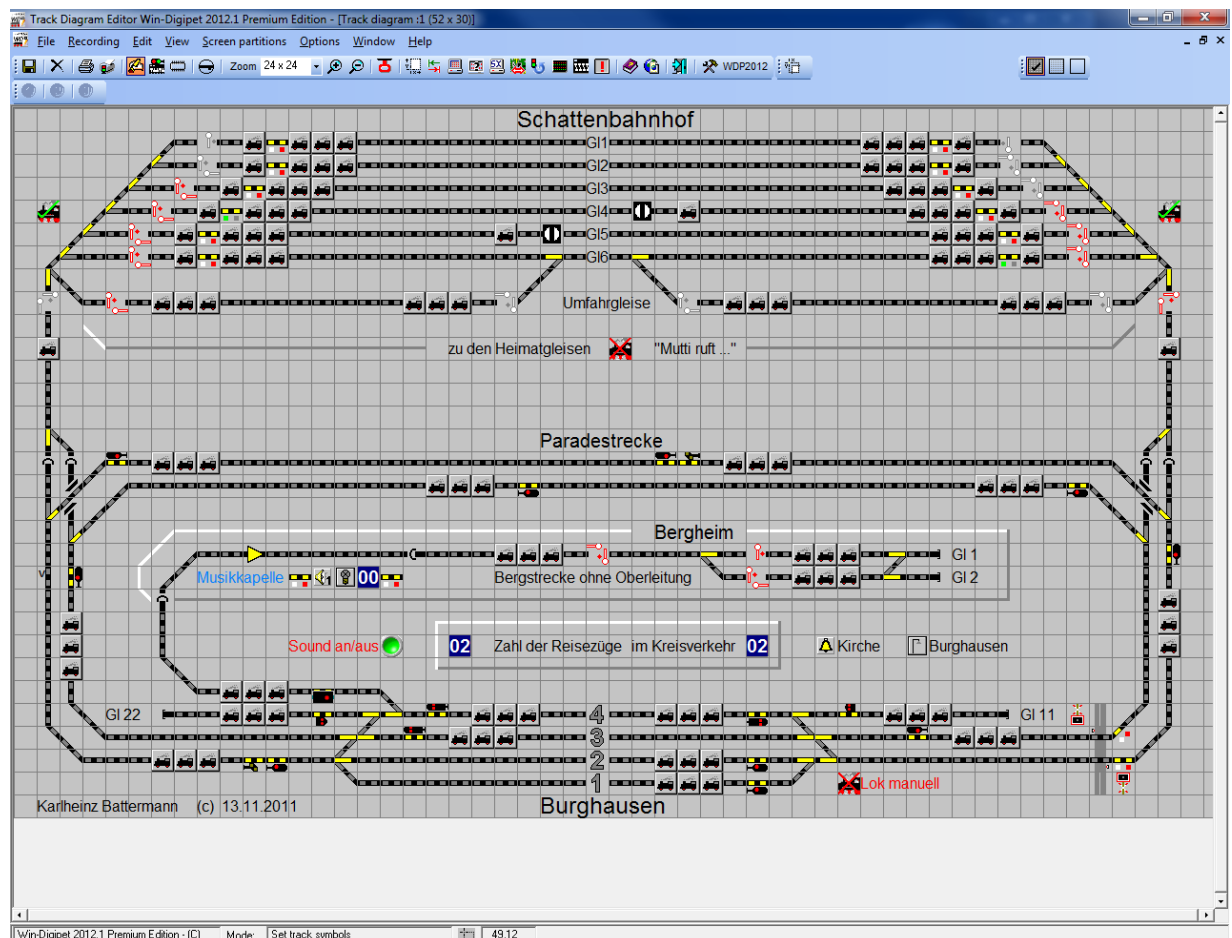 Track Diagram Editor Win-Digipet 2012.1 Premium Edition - [Track diagram :1 (52 x 30)]
File Recording Edit View Screen partitions Options Window Help
Zoom 24 x 24 WDP2012
Schattenbahnhof
Gl1
Gl2
Gl3
Gl4
Gl5
Gl6
Umfahrgleise
zu den Heimatgleisen "Mutti ruft ..."
Paradestrecke
Bergheim
Gl 1
Musikkapelle 1 00 Bergstrecke ohne Oberleitung Gl 2
Sound an/aus 02 Zahl der Reisezüge im Kreisverkehr 02 Kirche Burghausen
Gl 22 4 Gl 11
3
2
1 Lok manuell
Karlheinz Battermann (c) 13.11.2011 Burghausen
Win-Digipet 2012.1 Premium Edition - (C) Mode: Set track symbols 49,12